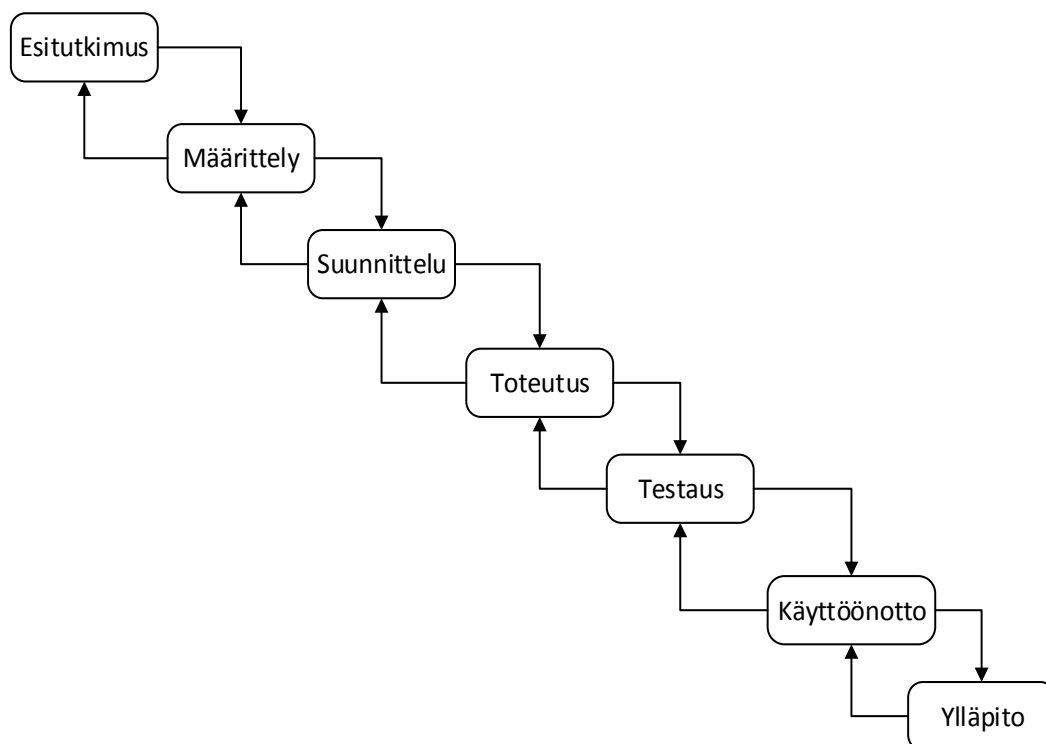 Esitutkimus
Määrittely
Suunnittelu
Toteutus
Testaus
Käyttöönotto
Ylläpito